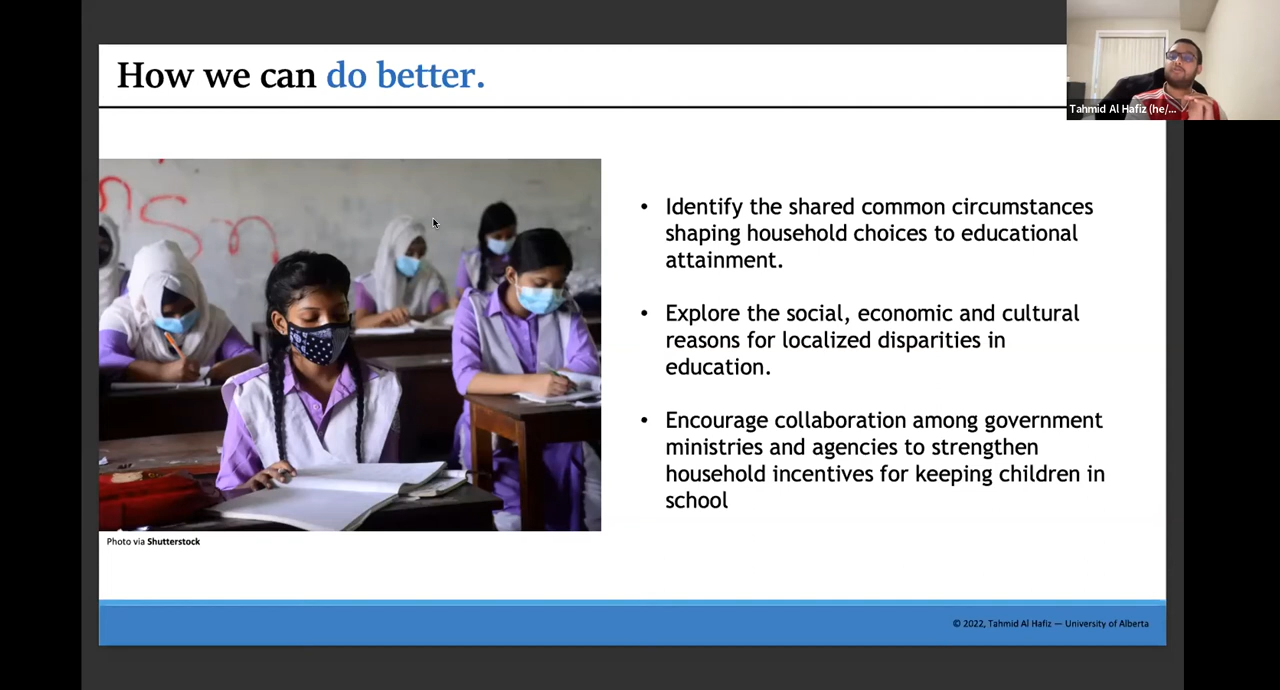 How we can do better.
Tahmid Al Hafiz (he/...
• Identify the shared common circumstances
shaping household choices to educational
attainment.
• Explore the social, economic and cultural
reasons for localized disparities in
education.
• Encourage collaboration among government
ministries and agencies to strengthen
household incentives for keeping children in
school
Photo via Shutterstock
© 2022, Tahmid Al Hafiz — University of Alberta